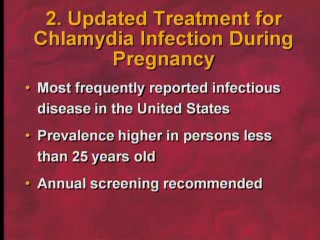 2. Updated Treatment for
Chlamydia Infection During
Pregnancy
• Most frequently reported infectious
disease in the United States
• Prevalence higher in persons less
than 25 years old
• Annual screening recommended